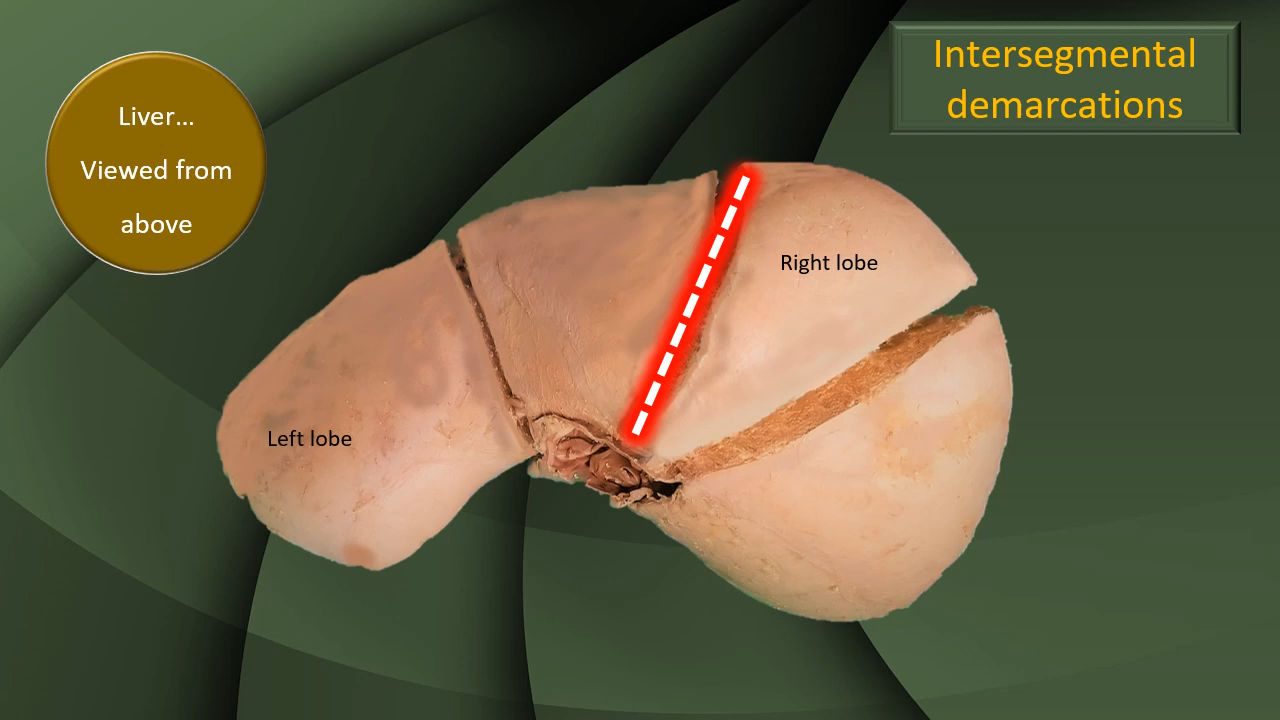 Liver...
Viewed from
above
Intersegmental
demarcations
Right lobe
Left lobe